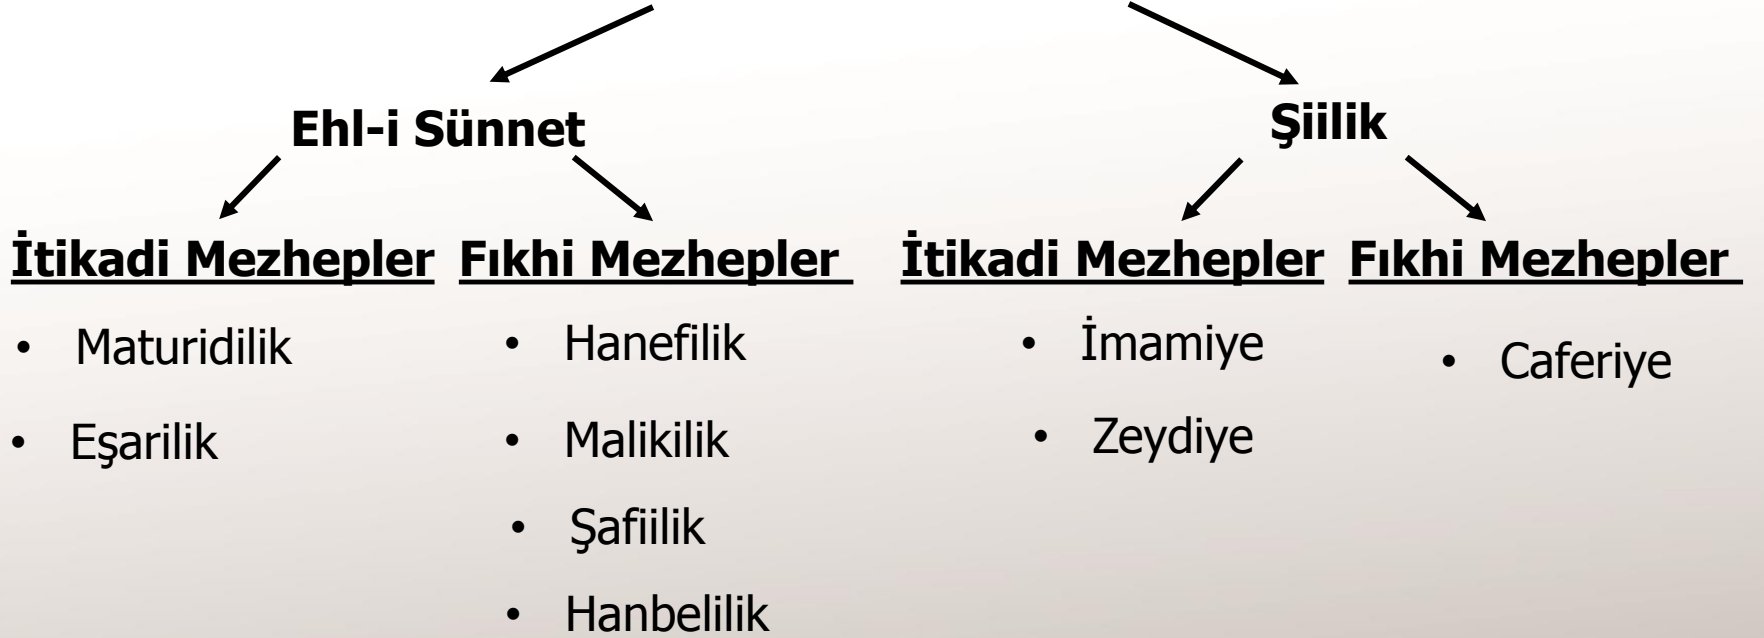 Ehl-i Sünnet
Şiilik
İtikadi Mezhepler
Fıkhi Mezhepler
İtikadi Mezhepler
Fıkhi Mezhepler
• Maturidilik
• Eşarilik
• Hanefilik
• Malikilik
• Şafiilik
• Hanbelilik
• İmamiye
• Zeydiye
• Caferiye